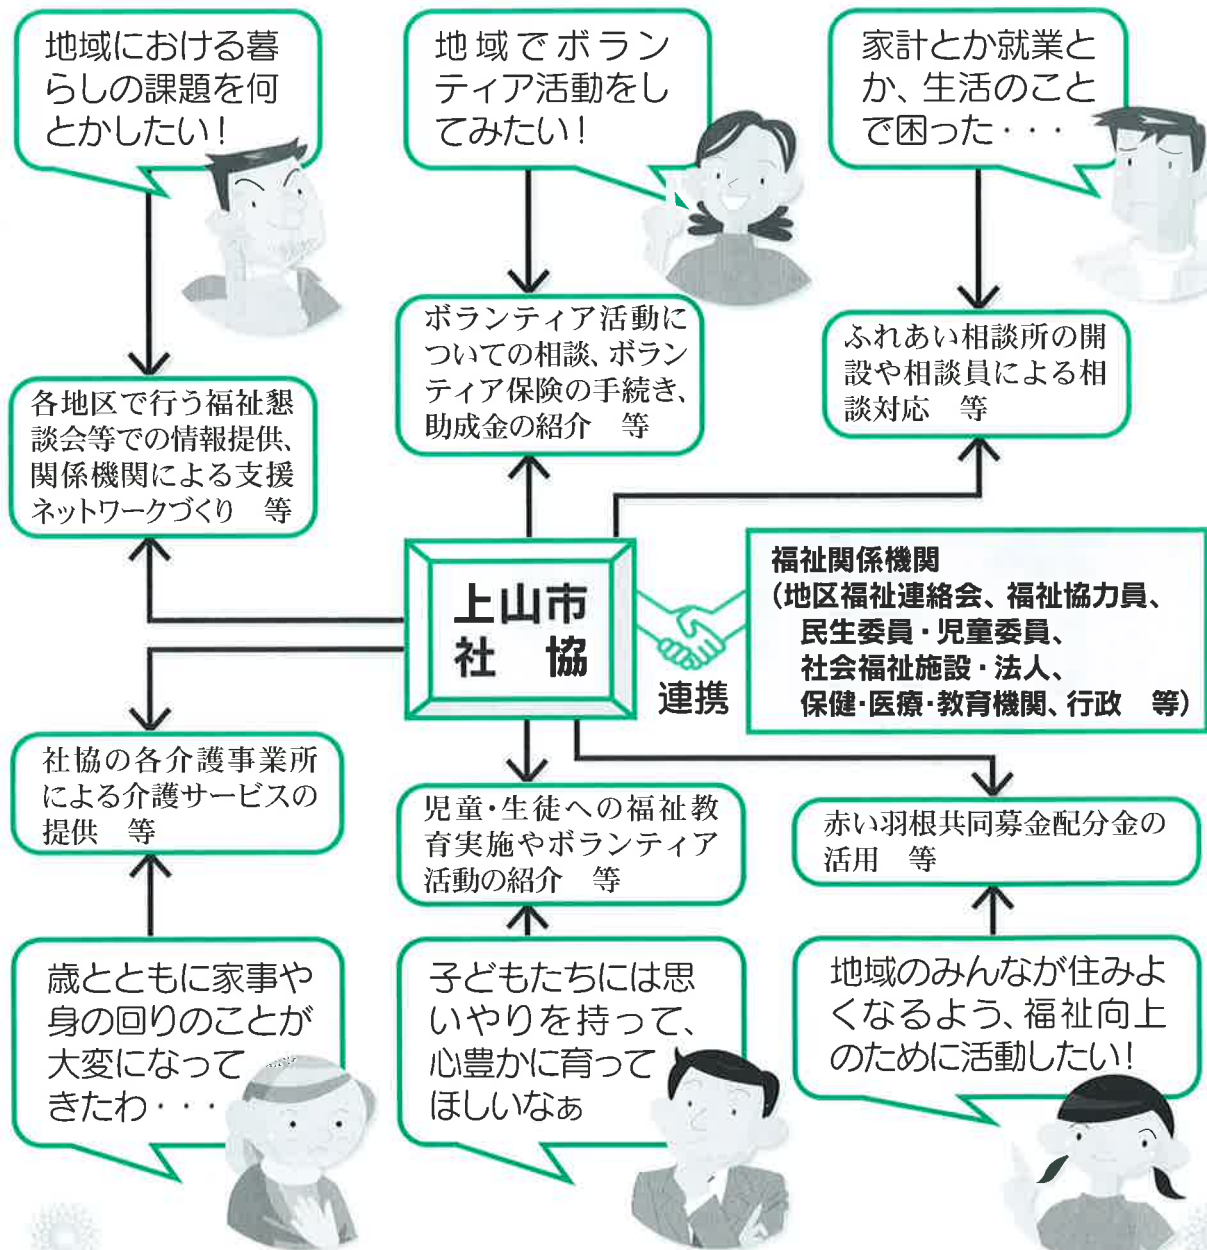 地域における暮
らしの課題を何
とかしたい！
地域でボラン
ティア活動をし
てみたい！
家計とか就業と
か、生活のこと
で困った・・・
ボランティア活動に
ついての相談、ボラン
ティア保険の手続き、
助成金の紹介　等
ふれあい相談所の開
設や相談員による相
談対応　等
各地区で行う福祉懇
談会等での情報提供、
関係機関による支援
ネットワークづくり　等
上山市
社　協
連携
福祉関係機関
（地区福祉連絡会、福祉協力員、
民生委員・児童委員、
社会福祉施設・法人、
保健・医療・教育機関、行政　等）
社協の各介護事業所
による介護サービスの
提供　等
児童・生徒への福祉教
育実施やボランティア
活動の紹介　等
赤い羽根共同募金配分金の
活用　等
歳とともに家事や
身の回りのことが
大変になって
きたわ・・・
子どもたちには思
いやりを持って、
心豊かに育って
ほしいなぁ
地域のみんなが住みよ
くなるよう、福祉向上
のために活動したい！